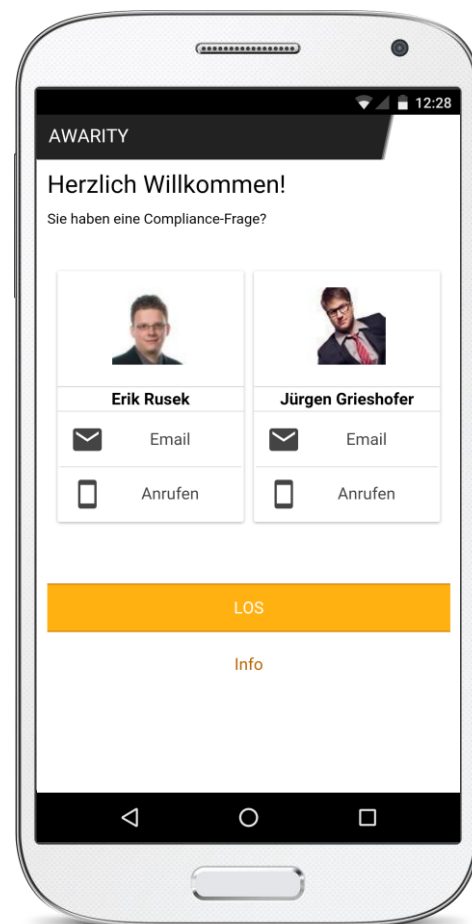 12:28
AWARITY
Herzlich Willkommen!
Sie haben eine Compliance-Frage?
Erik Rusek
Jürgen Grieshofer
Email
Email
Anrufen
Anrufen
LOS
Info